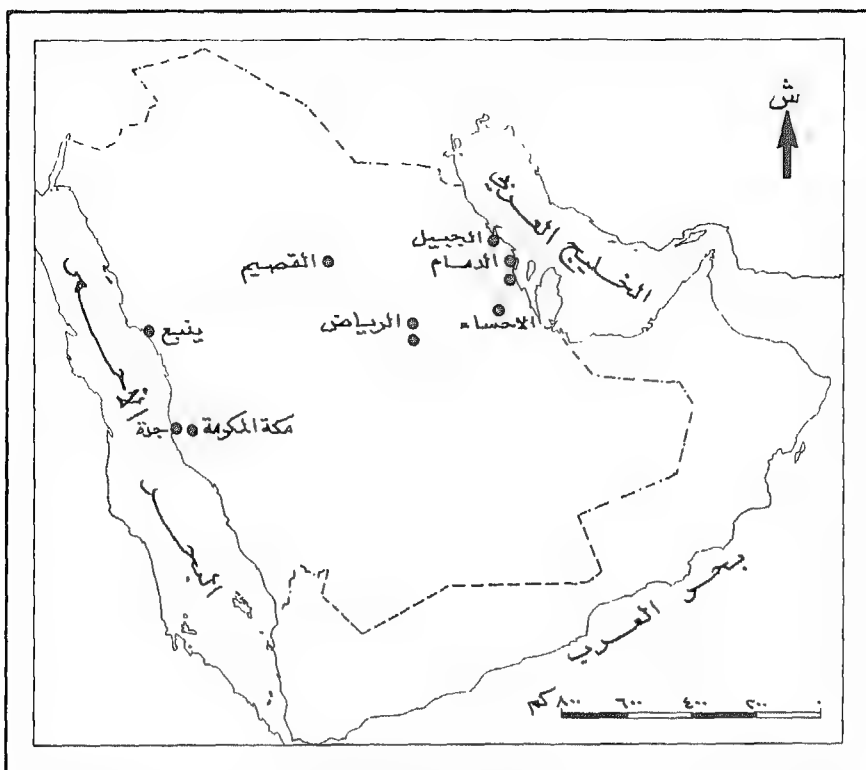 ش
الخليج العربي
الجبيل
الدمام
القصيم
الاحساء
الرياض
ينبع
مكة المكرمة
جدة
البحر
الأحمر
بحر العرب
٠ ٢٠٠ ٤٠٠ ٦٠٠ ٨٠٠ كم